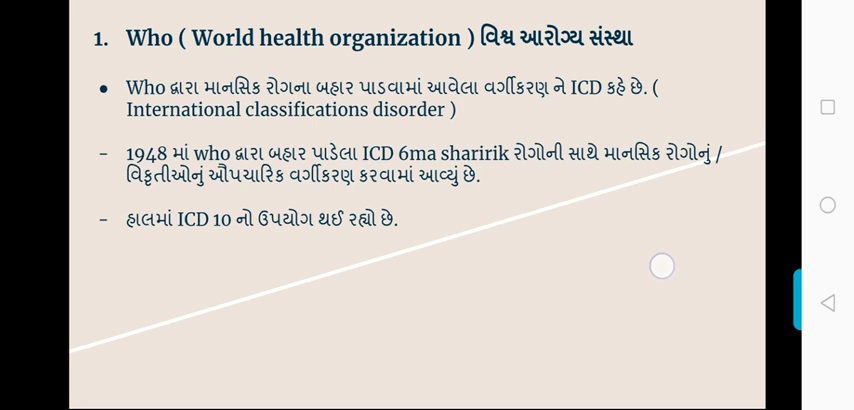 1. Who ( World health organization ) વિશ્વ આરોગ્ય સંસ્થા
● Who દ્વારા માનસિક રોગના બહાર પાડવામાં આવેલા વર્ગીકરણ ને ICD કહે છે. (
International classifications disorder )
- 1948 માં who દ્વારા બહાર પાડેલા ICD 6ma sharirik રોગોની સાથે માનસિક રોગોનું /
વિકૃતીઓનું ઔપચારિક વર્ગીકરણ કરવામાં આવ્યું છે.
- હાલમાં ICD 10 નો ઉપયોગ થઈ રહ્યો છે.